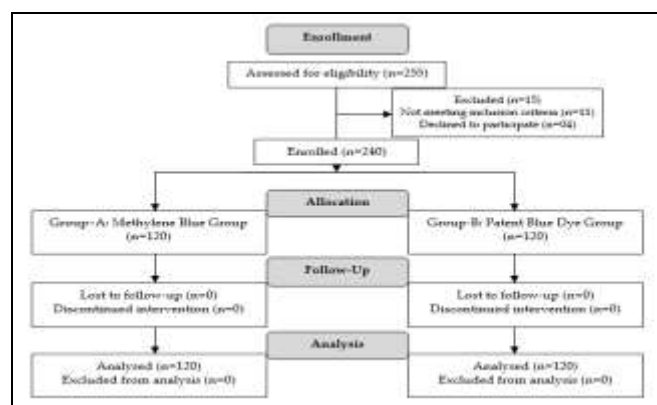 Enrollment
Assessed for eligibility (n=255)
Excluded (n=15)
Not meeting inclusion criteria (n=11)
Declined to participate (n=04)
Enrolled (n=240)
Allocation
Group-A: Methylene Blue Group
(n=120)
Group-B: Patent Blue Dye Group
(n=120)
Follow-Up
Lost to follow-up (n=0)
Discontinued intervention (n=0)
Lost to follow-up (n=0)
Discontinued intervention (n=0)
Analysis
Analyzed (n=120)
Excluded from analysis (n=0)
Analyzed (n=120)
Excluded from analysis (n=0)